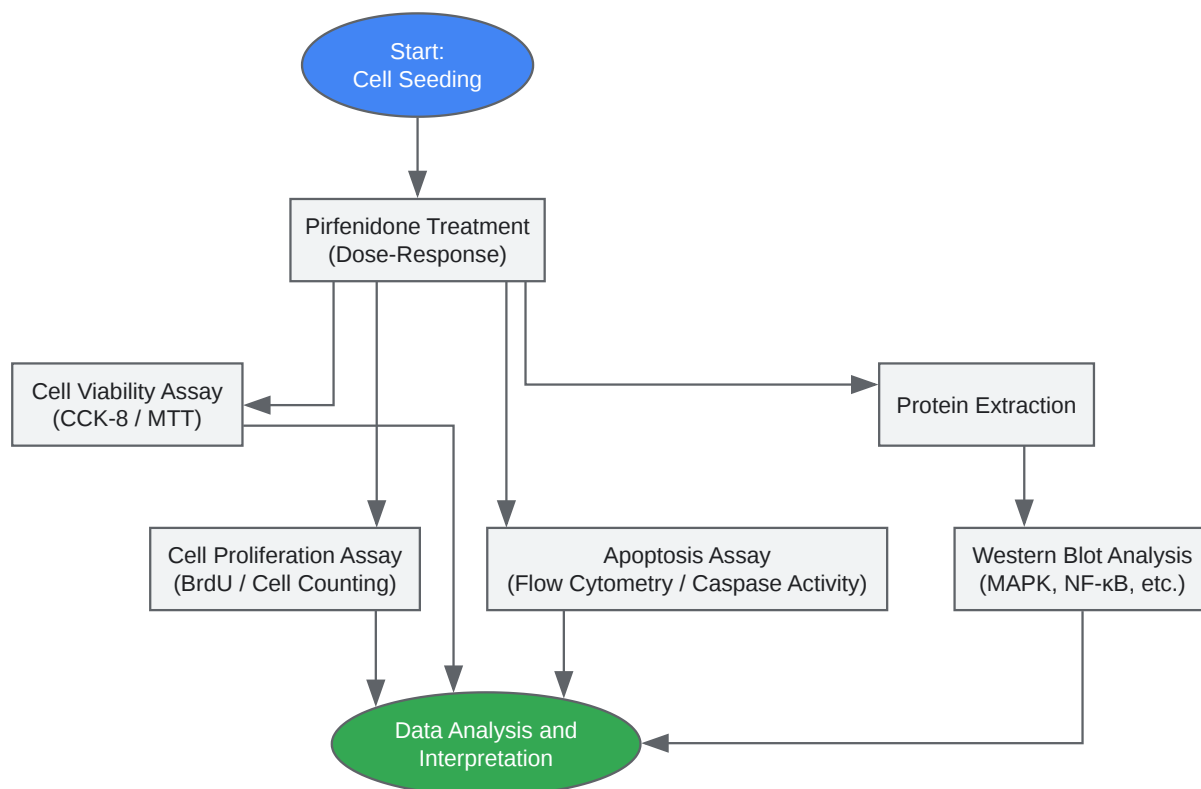 Start:
Cell Seeding
Pirfenidone Treatment
(Dose-Response)
Cell Viability Assay
(CCK-8 / MTT)
Protein Extraction
Cell Proliferation Assay
(BrdU / Cell Counting)
Apoptosis Assay
(Flow Cytometry / Caspase Activity)
Western Blot Analysis
(MAPK, NF-κB, etc.)
Data Analysis and
Interpretation